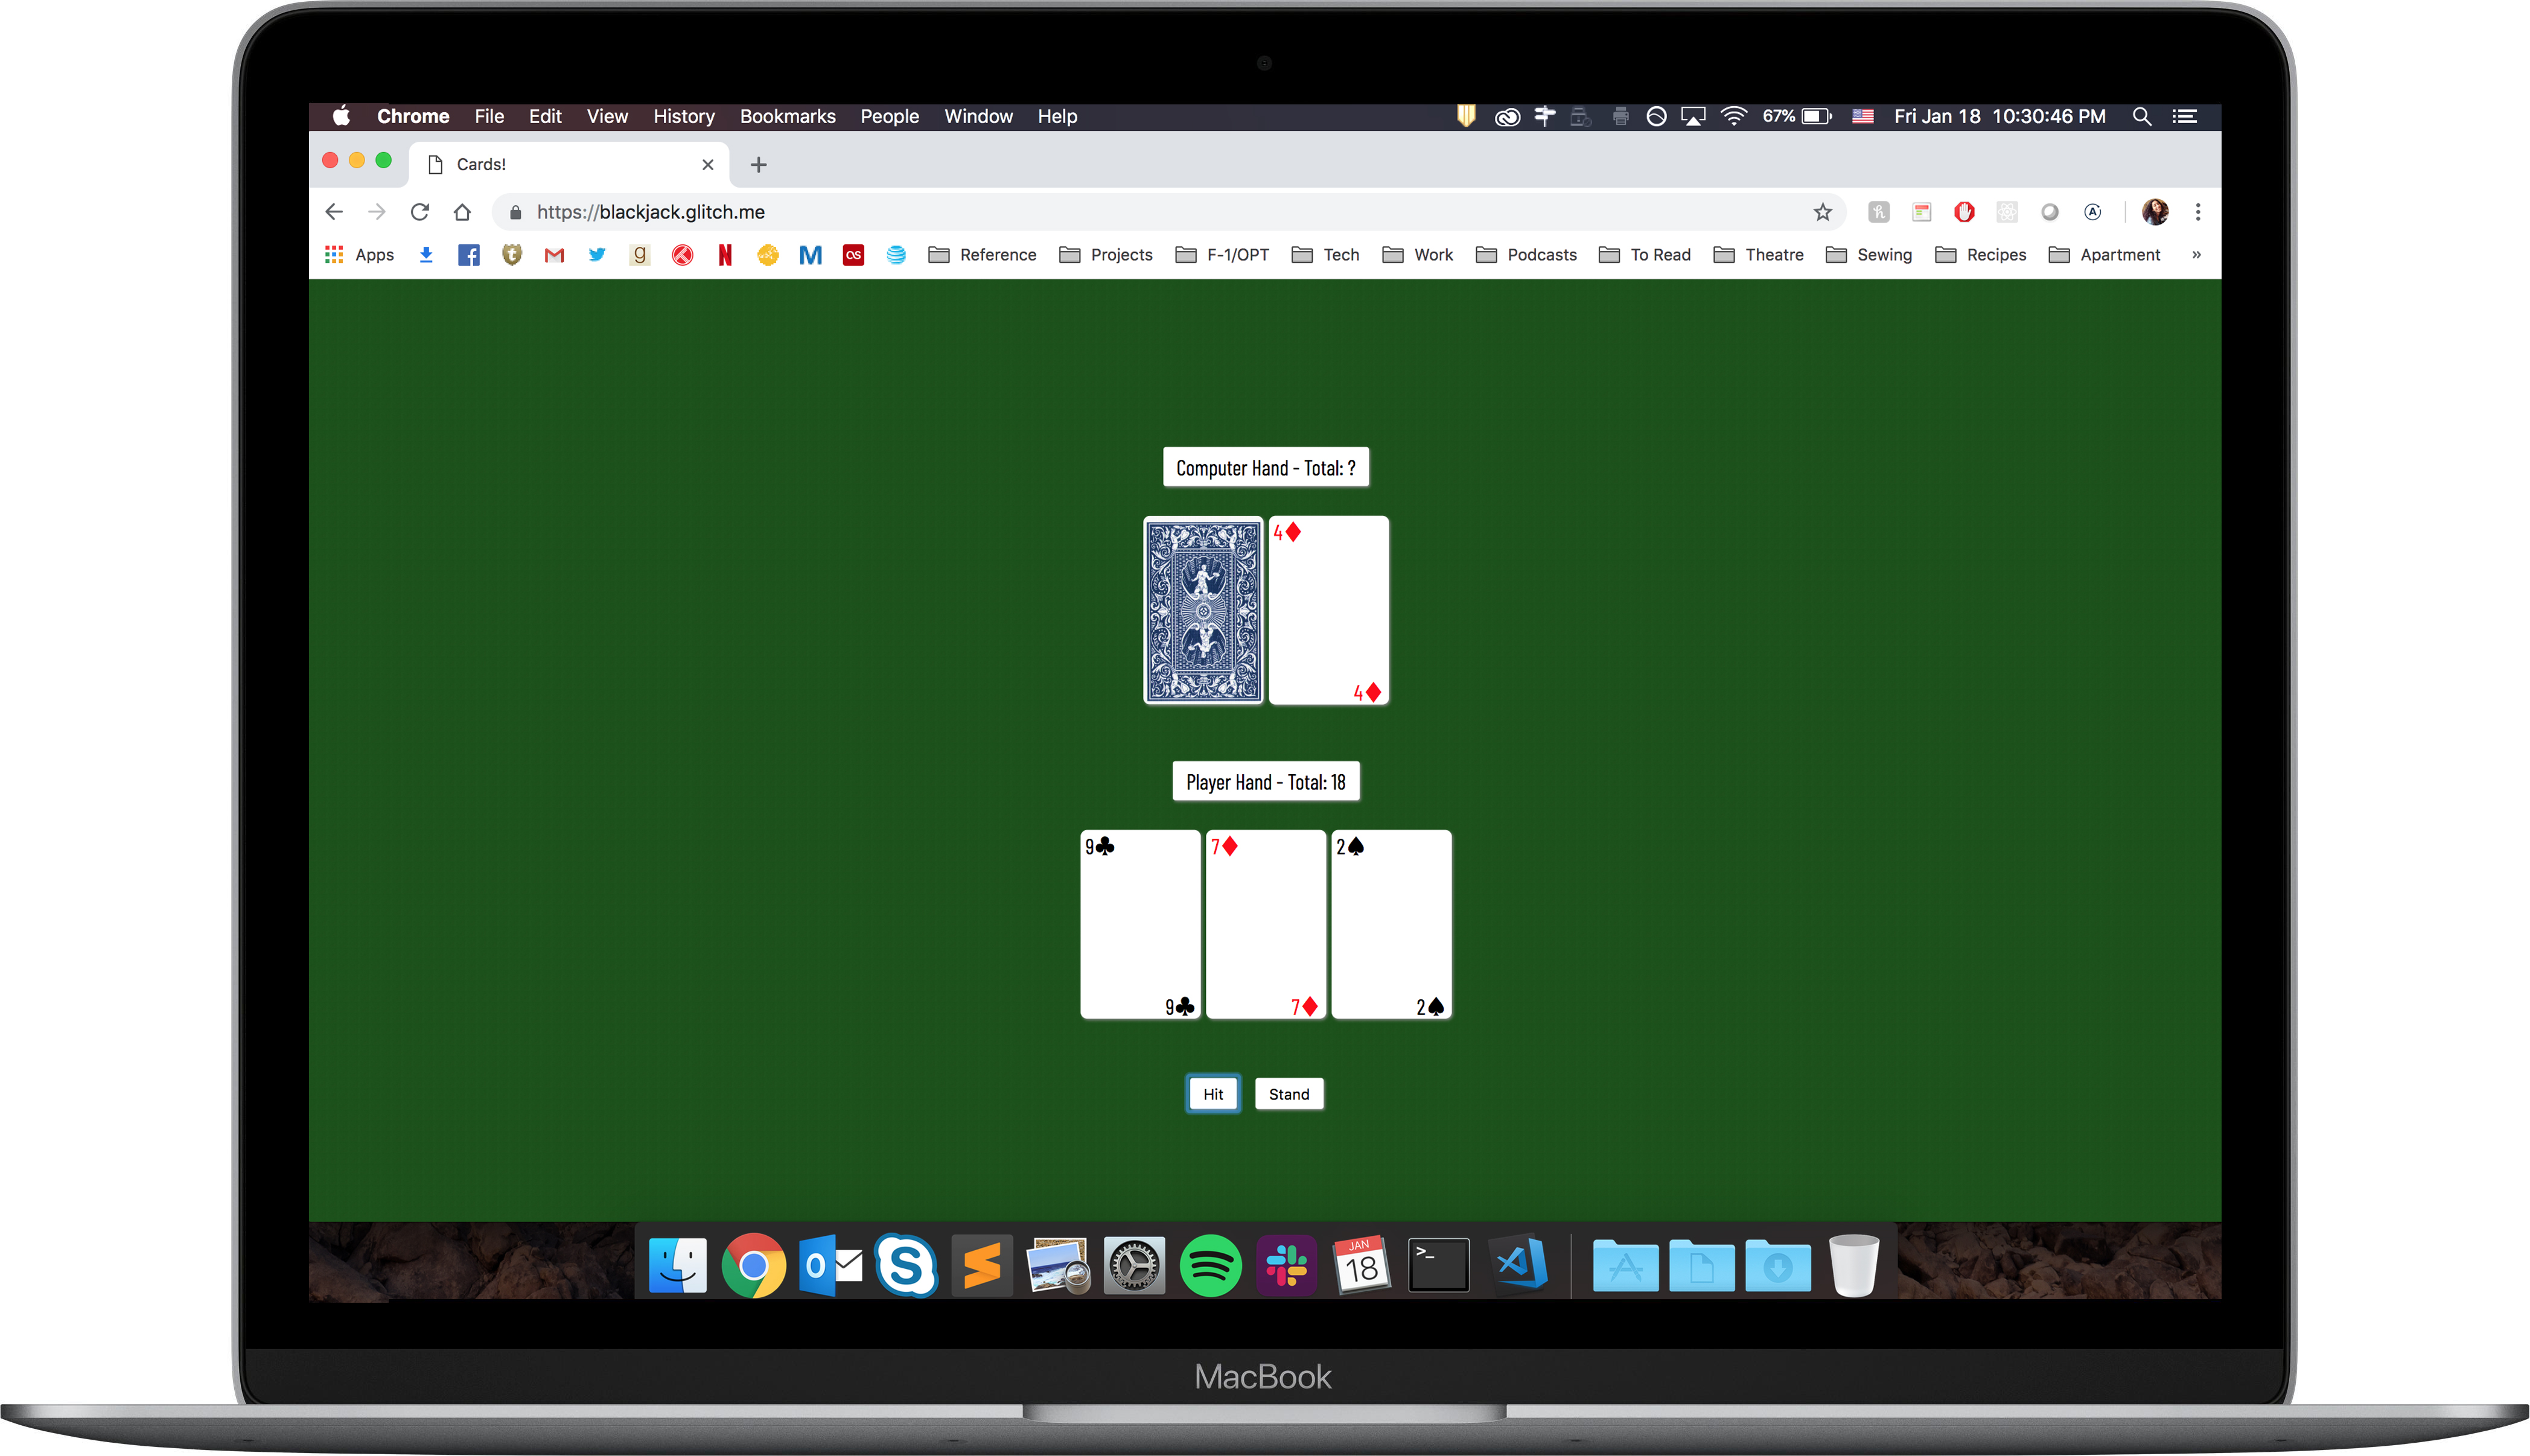 Chrome File Edit View History Bookmarks People Window Help 67% Fri Jan 18 10:30:46 PM
Cards!
https://blackjack.glitch.me
Apps Reference Projects F-1/OPT Tech Work Podcasts To Read Theatre Sewing Recipes Apartment »
Computer Hand - Total: ?
4♦
4♦
Player Hand - Total: 18
9♣ 7♦ 2♠
9♣ 7♦ 2♠
Hit Stand
JAN
18
MacBook